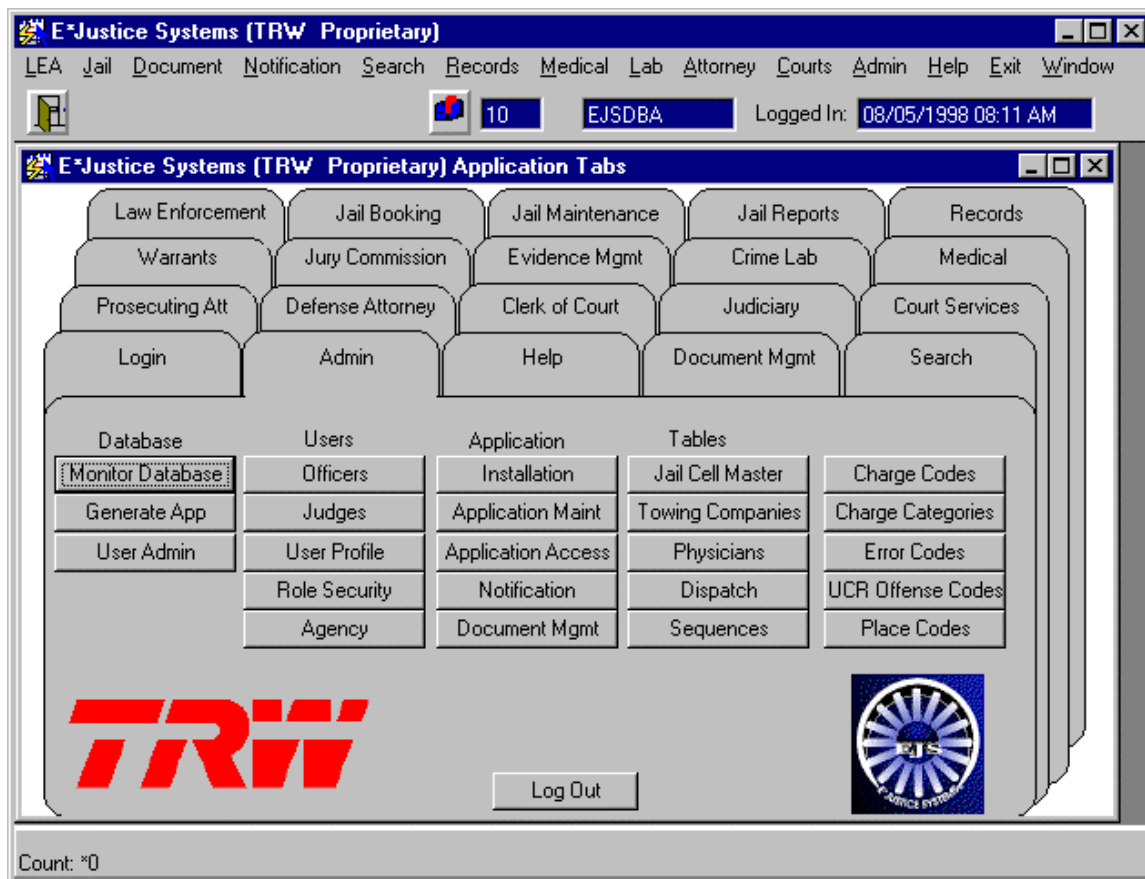 E*Justice Systems (TRW Proprietary)
LEA Jail Document Notification Search Records Medical Lab Attorney Courts Admin Help Exit Window
10 EJSDBA Logged In: 08/05/1998 08:11 AM
E*Justice Systems (TRW Proprietary) Application Tabs
Law Enforcement Jail Booking Jail Maintenance Jail Reports Records
Warrants Jury Commission Evidence Mgmt Crime Lab Medical
Prosecuting Att Defense Attorney Clerk of Court Judiciary Court Services
Login Admin Help Document Mgmt Search
Database Users Application Tables
Monitor Database Officers Installation Jail Cell Master Charge Codes
Generate App Judges Application Maint Towing Companies Charge Categories
User Admin User Profile Application Access Physicians Error Codes
Role Security Notification Dispatch UCR Offense Codes
Agency Document Mgmt Sequences Place Codes
TRW
EJS
E*JUSTICE SYSTEMS
Log Out
Count: *0